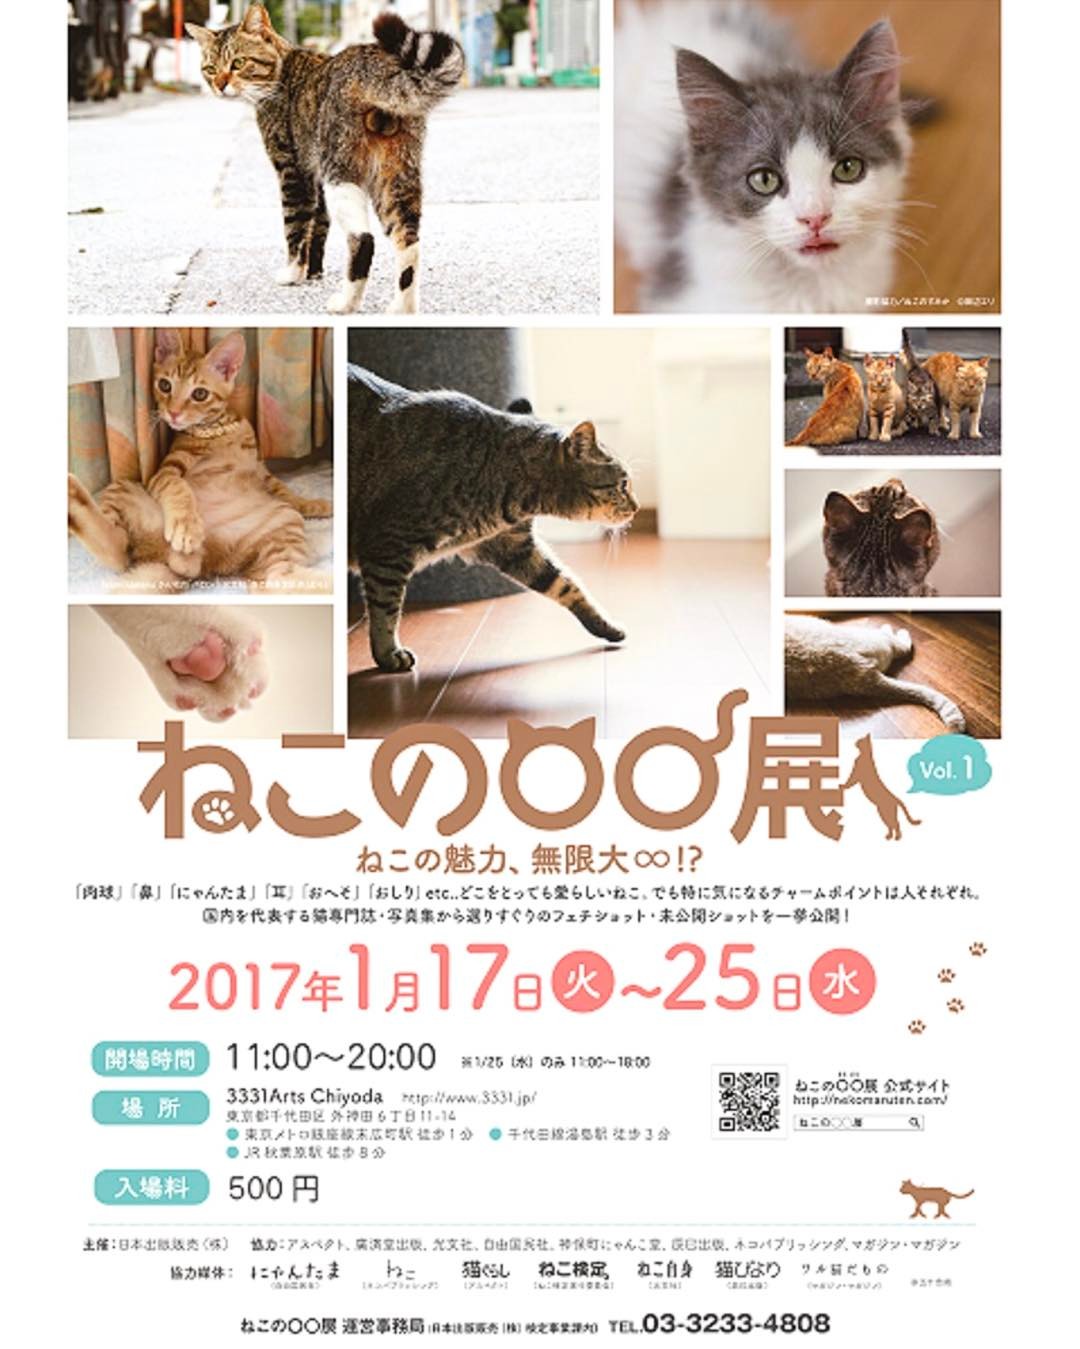 ねこの〇〇展
Vol.1
ねこの魅力、無限大∞!?
「肉球」「鼻」「にゃんたま」「耳」「おへそ」「おしり」etc..どこをとっても愛らしいねこ。でも特に気になるチャームポイントは人それぞれ。
国内を代表する猫専門誌・写真集から選りすぐりのフェチショット・未公開ショットを一挙公開!
2017年1月17日火〜25日水
開場時間 11:00〜20:00 ※1/25(水)のみ 11:00〜18:00
場所 3331Arts Chiyoda http://www.3331.jp/
東京都千代田区 外神田6丁目11-14
●東京メトロ銀座線末広町駅 徒歩1分 ●千代田線湯島駅 徒歩3分
●JR秋葉原駅 徒歩8分
ねこの〇〇展 公式サイト
http://nekomaruten.com/
ねこの〇〇展
入場料 500円
主催:日本出版販売(株) 協力:アスペクト、廣済堂出版、光文社、自由国民社、神保町にゃんこ堂、辰巳出版、ネコパブリッシング、マガジン・マガジン
協力媒体: にゃんたま ねこ 猫ぐらし ねこ検定 ねこ自身 猫びより ワル猫だもの
ねこの〇〇展 運営事務局(日本出版販売(株)検定事業課内) TEL.03-3233-4808